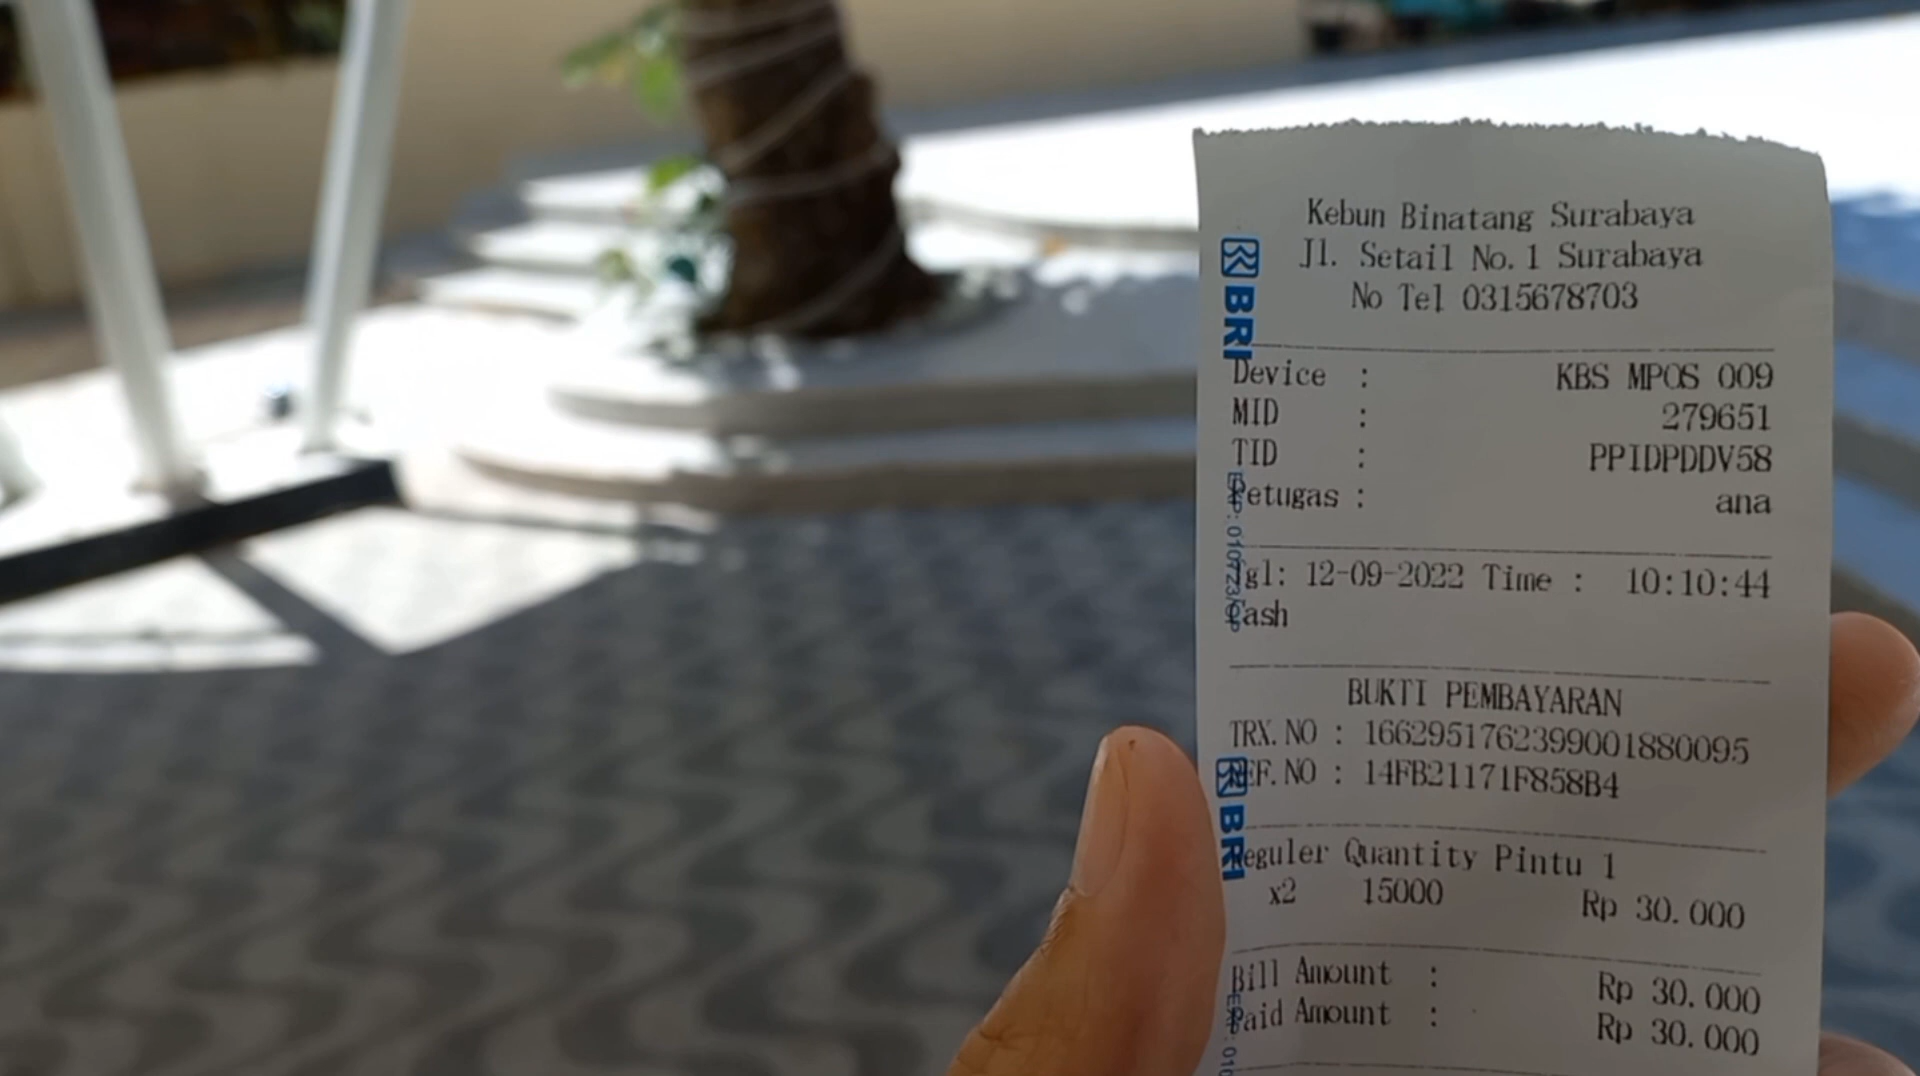 Kebun Binatang Surabaya
Jl. Setail No.1 Surabaya
No Tel 0315678703
BRI
Device : KBS MPOS 009
MID : 279651
TID : PPIDPDDV58
Petugas : ana
Tgl: 12-09-2022 Time : 10:10:44
Cash
BUKTI PEMBAYARAN
TRX.NO : 1662951762399001880095
REF.NO : 14FB21171F858B4
BRI
Reguler Quantity Pintu 1
x2 15000 Rp 30.000
Bill Amount : Rp 30.000
Paid Amount : Rp 30.000